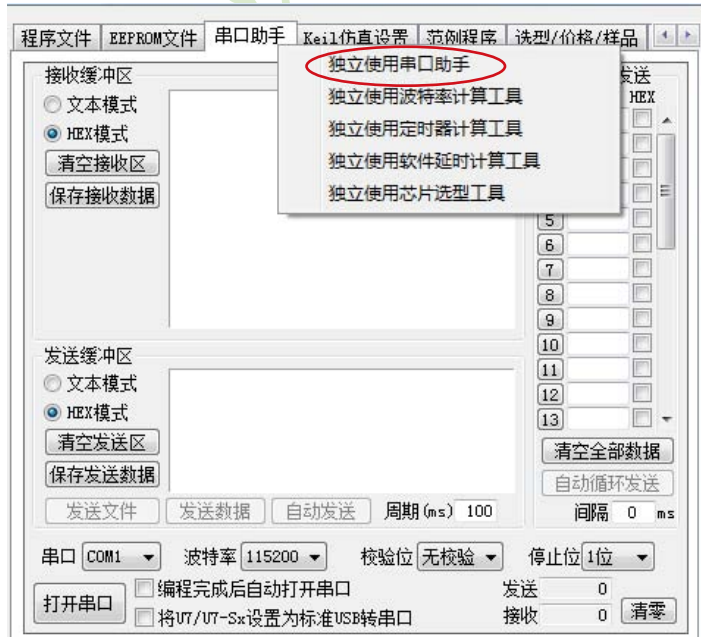 程序文件 EEPROM文件 串口助手 Keil仿真设置 范例程序 选型/价格/样品
独立使用串口助手
独立使用波特率计算工具
独立使用定时器计算工具
独立使用软件延时计算工具
独立使用芯片选型工具
接收缓冲区
文本模式
HEX模式
清空接收区
保存接收数据
发送
HEX
5
6
7
8
9
10
11
12
13
清空全部数据
自动循环发送
间隔 0 ms
发送缓冲区
文本模式
HEX模式
清空发送区
保存发送数据
发送文件 发送数据 自动发送 周期(ms) 100
串口 COM1 波特率 115200 校验位 无校验 停止位 1位
打开串口
编程完成后自动打开串口
将U7/U7-Sx设置为标准USB转串口
发送 0
接收 0
清零